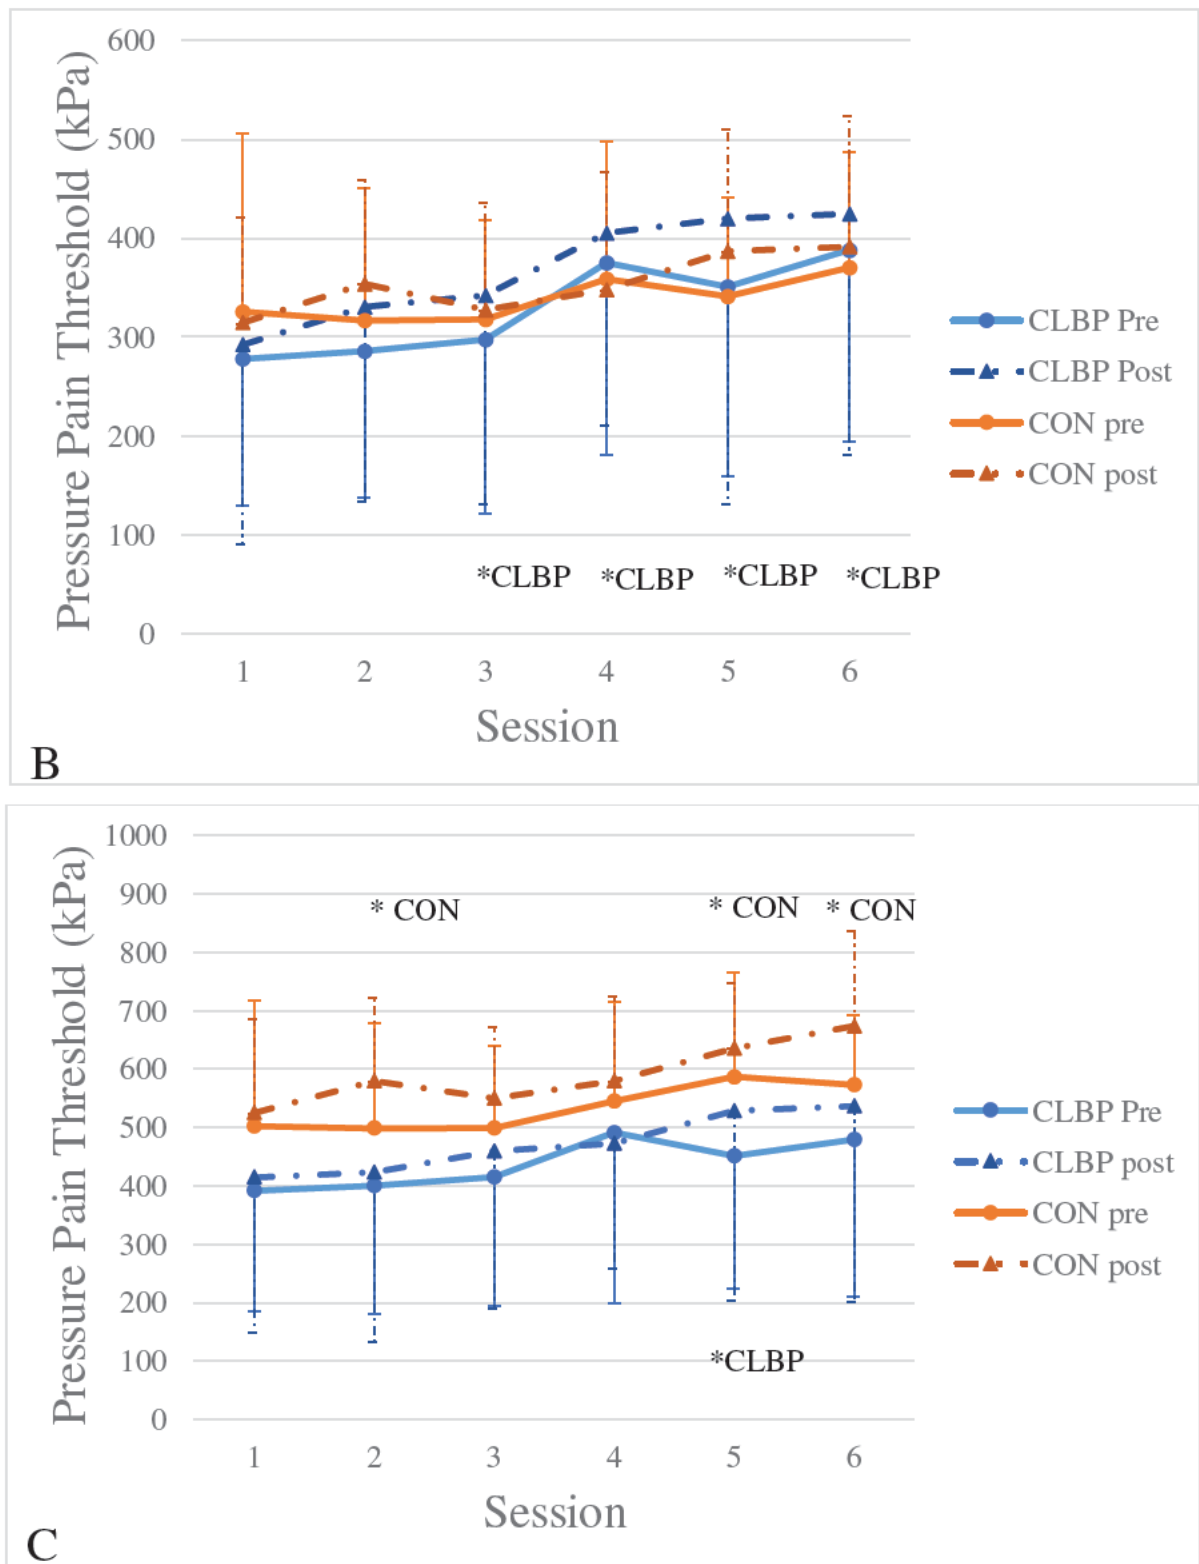 Pressure Pain Threshold (kPa)
600
500
400
300
200
100
0
*CLBP *CLBP *CLBP *CLBP
1 2 3 4 5 6
Session
CLBP Pre
CLBP Post
CON pre
CON post
B
Pressure Pain Threshold (kPa)
1000
900
800
700
600
500
400
300
200
100
0
* CON * CON * CON
*CLBP
1 2 3 4 5 6
Session
CLBP Pre
CLBP post
CON pre
CON post
C